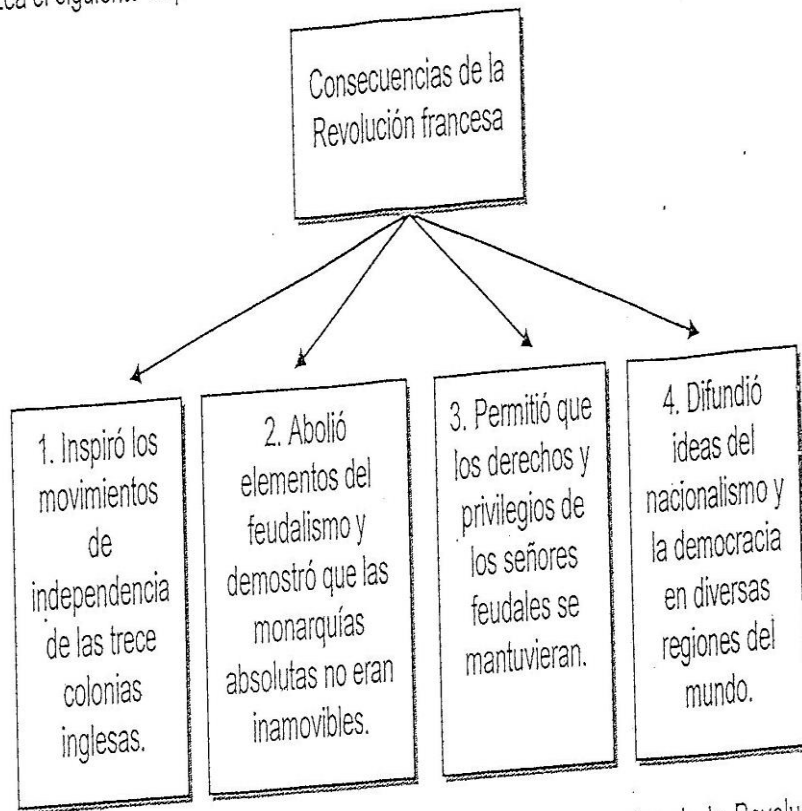 el siguiente
Consecuencias de la
Revolución francesa
1. Inspiró los
movimientos
de
independencia
de las trece
colonias
inglesas.
2. Abolió
elementos del
feudalismo y
demostró que las
monarquías
absolutas no eran
inamovibles.
3. Permitió que
los derechos y
privilegios de
los señores
feudales se
mantuvieran.
4. Difundió
ideas del
nacionalismo y
la democracia
en diversas
regiones del
mundo.